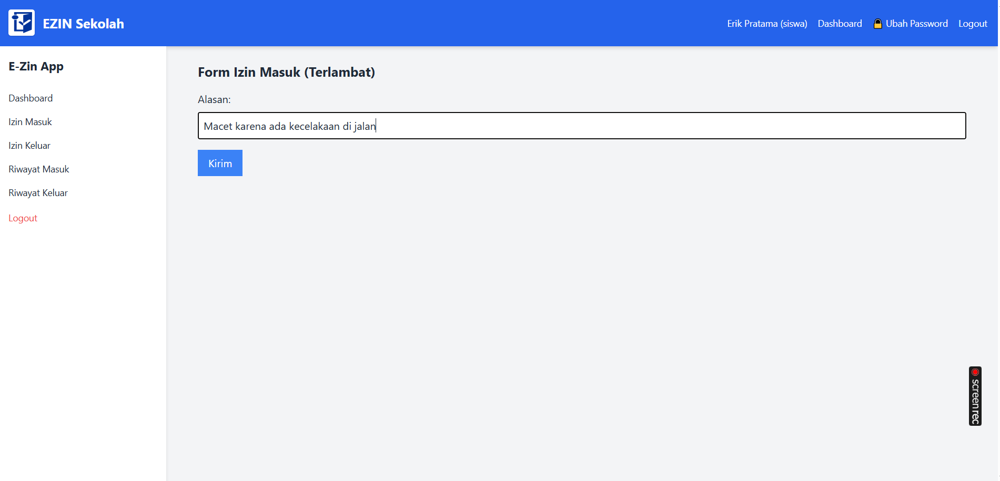 EZIN Sekolah
Erik Pratama (siswa) Dashboard Ubah Password Logout
E-Zin App
Dashboard
Izin Masuk
Izin Keluar
Riwayat Masuk
Riwayat Keluar
Logout
Form Izin Masuk (Terlambat)
Alasan:
Macet karena ada kecelakaan di jalan
Kirim
screenrec